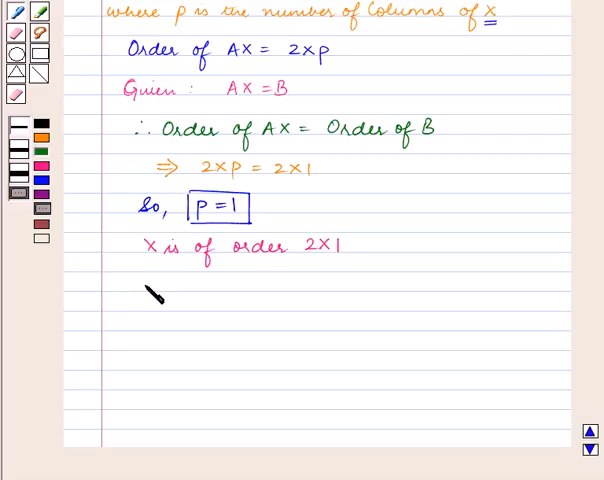 where p is the number of Columns of X
Order of AX = 2×p
Given : AX = B
∴ Order of AX = Order of B
⇒ 2×p = 2×1
So, p = 1
X is of order 2×1